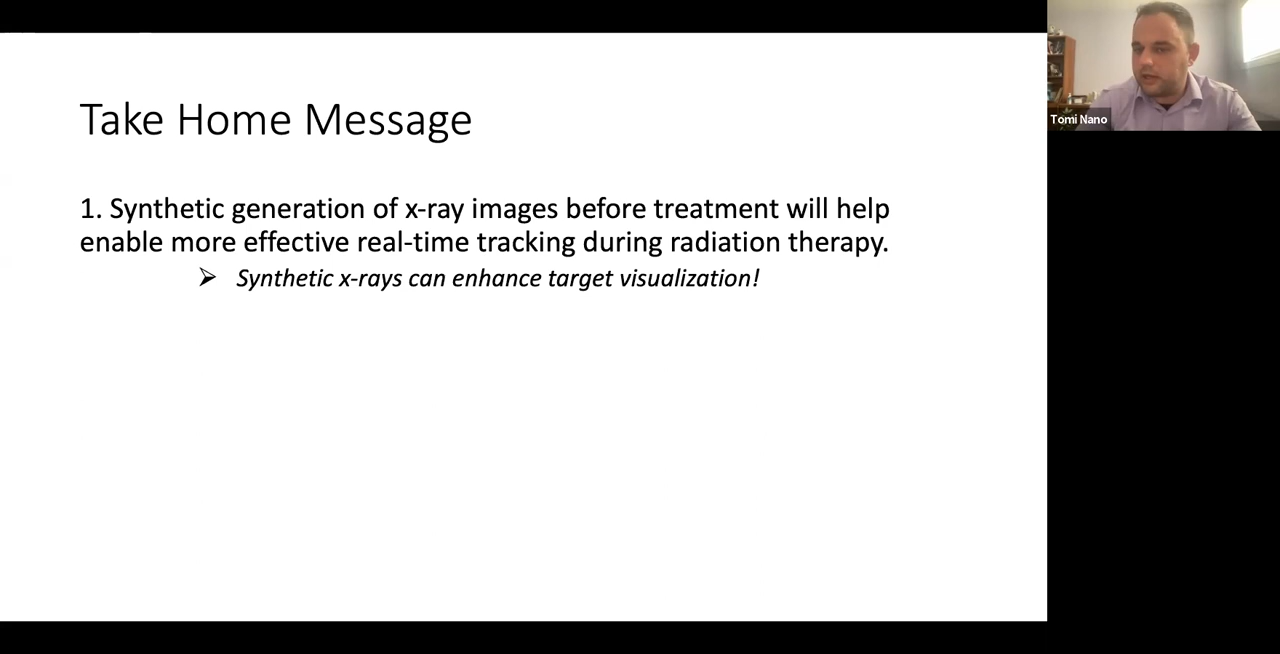 Take Home Message
1. Synthetic generation of x-ray images before treatment will help
enable more effective real-time tracking during radiation therapy.
➢ Synthetic x-rays can enhance target visualization!
Tomi Nano